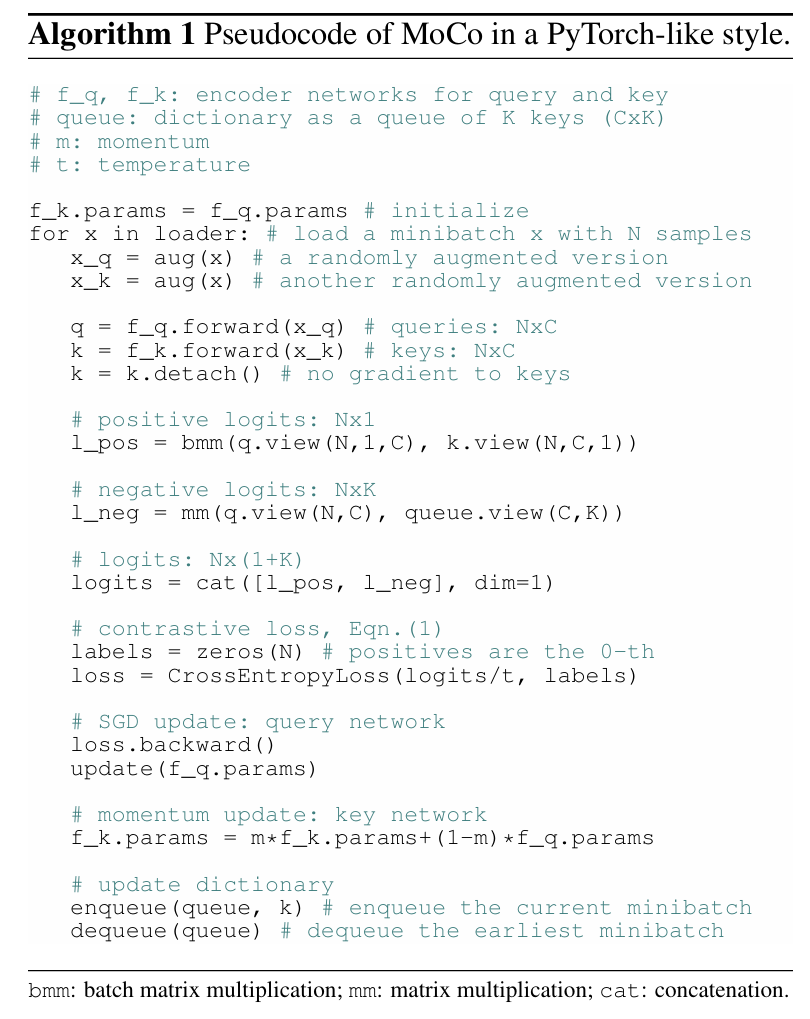 Algorithm 1 Pseudocode of MoCo in a PyTorch-like style.
# f_q, f_k: encoder networks for query and key
# queue: dictionary as a queue of K keys (CxK)
# m: momentum
# t: temperature
f_k.params = f_q.params # initialize
for x in loader: # load a minibatch x with N samples
x_q = aug(x) # a randomly augmented version
x_k = aug(x) # another randomly augmented version
q = f_q.forward(x_q) # queries: NxC
k = f_k.forward(x_k) # keys: NxC
k = k.detach() # no gradient to keys
# positive logits: Nx1
l_pos = bmm(q.view(N,1,C), k.view(N,C,1))
# negative logits: NxK
l_neg = mm(q.view(N,C), queue.view(C,K))
# logits: Nx(1+K)
logits = cat([l_pos, l_neg], dim=1)
# contrastive loss, Eqn.(1)
labels = zeros(N) # positives are the 0-th
loss = CrossEntropyLoss(logits/t, labels)
# SGD update: query network
loss.backward()
update(f_q.params)
# momentum update: key network
f_k.params = m*f_k.params+(1-m)*f_q.params
# update dictionary
enqueue(queue, k) # enqueue the current minibatch
dequeue(queue) # dequeue the earliest minibatch
bmm: batch matrix multiplication; mm: matrix multiplication; cat: concatenation.